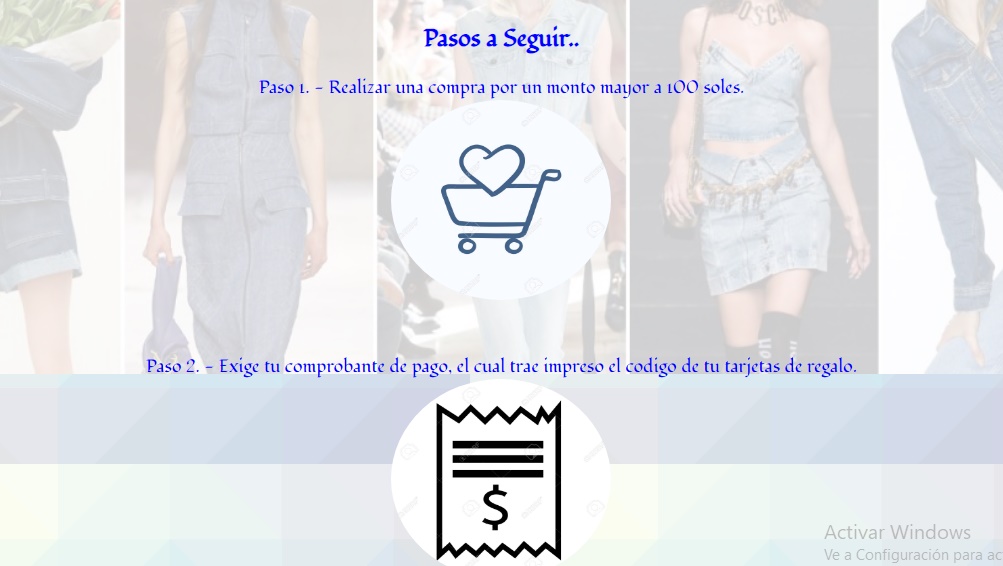 Pasos a Seguir..
Paso 1. - Realizar una compra por un monto mayor a 100 soles.
Paso 2. - Exige tu comprobante de pago, el cual trae impreso el codigo de tu tarjetas de regalo.
$
Activar Windows
Ve a Configuración para ac